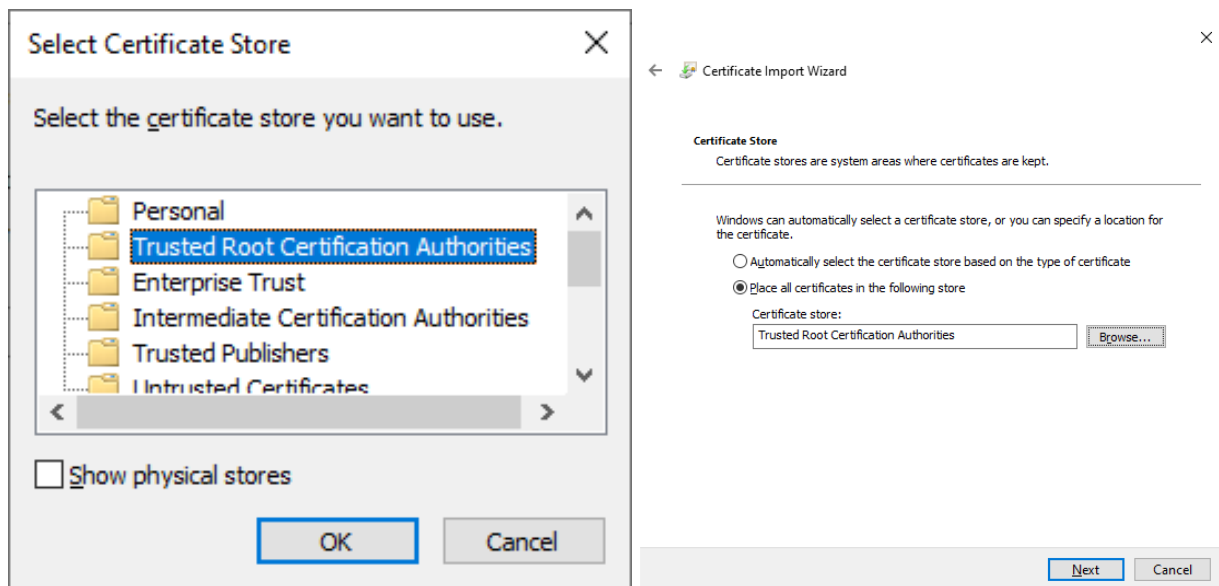 Select Certificate Store
Select the certificate store you want to use.
Personal
Trusted Root Certification Authorities
Enterprise Trust
Intermediate Certification Authorities
Trusted Publishers
Untrusted Certificates
Show physical stores
OK
Cancel
Certificate Import Wizard
Certificate Store
Certificate stores are system areas where certificates are kept.
Windows can automatically select a certificate store, or you can specify a location for
the certificate.
Automatically select the certificate store based on the type of certificate
Place all certificates in the following store
Certificate store:
Trusted Root Certification Authorities
Browse...
Next
Cancel